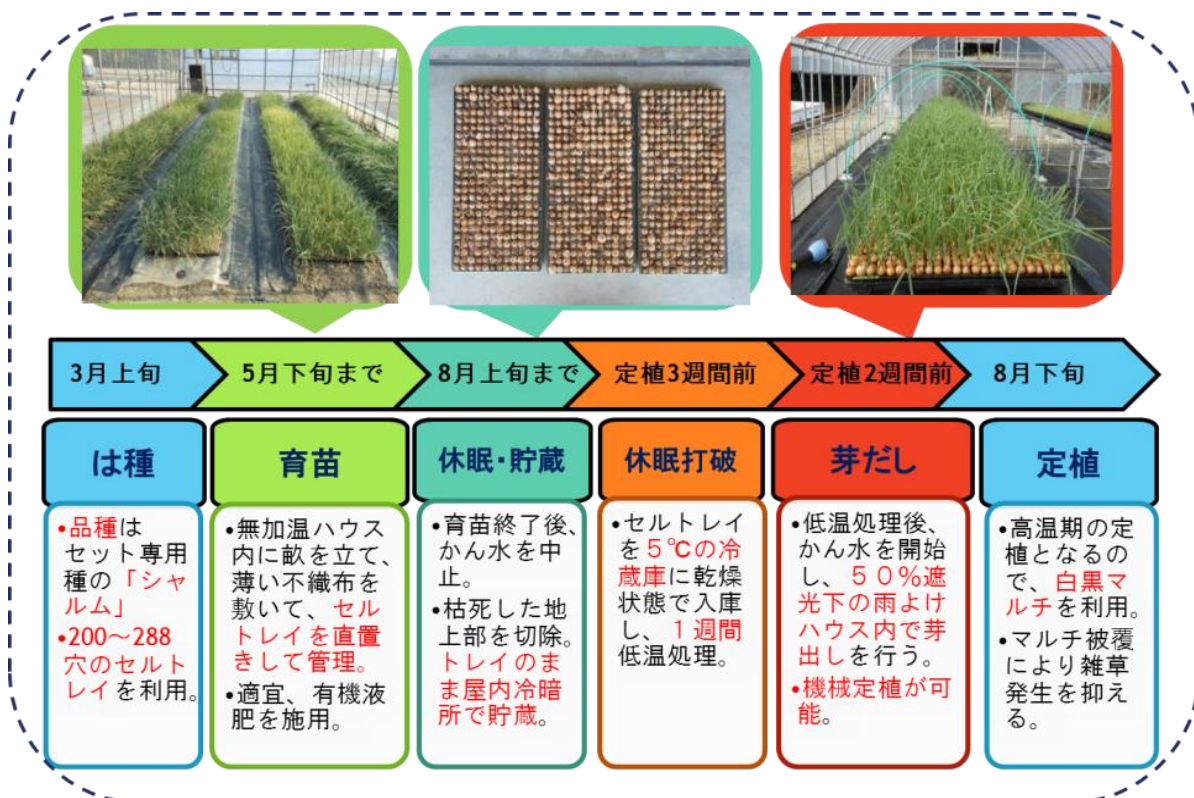 3月上旬
5月下旬まで
8月上旬まで
定植3週間前
定植2週間前
8月下旬
は種
•品種は
セット専用
種の「シャ
ルム」
•200～288
穴のセルト
レイを利用。
育苗
•無加温ハウス
内に畝を立て、
薄い不織布を
敷いて、セル
トレイを直置
きして管理。
•適宜、有機液
肥を施用。
休眠・貯蔵
•育苗終了後、
かん水を中
止。
•枯死した地
上部を切除。
トレイのま
ま屋内冷暗
所で貯蔵。
休眠打破
•セルトレイ
を５℃の冷
蔵庫に乾燥
状態で入庫
し、１週間
低温処理。
芽だし
•低温処理後、
かん水を開始
し、５０％遮
光下の雨よけ
ハウス内で芽
出しを行う。
•機械定植が可
能。
定植
•高温期の定
植となるの
で、白黒マ
ルチを利用。
•マルチ被覆
により雑草
発生を抑え
る。